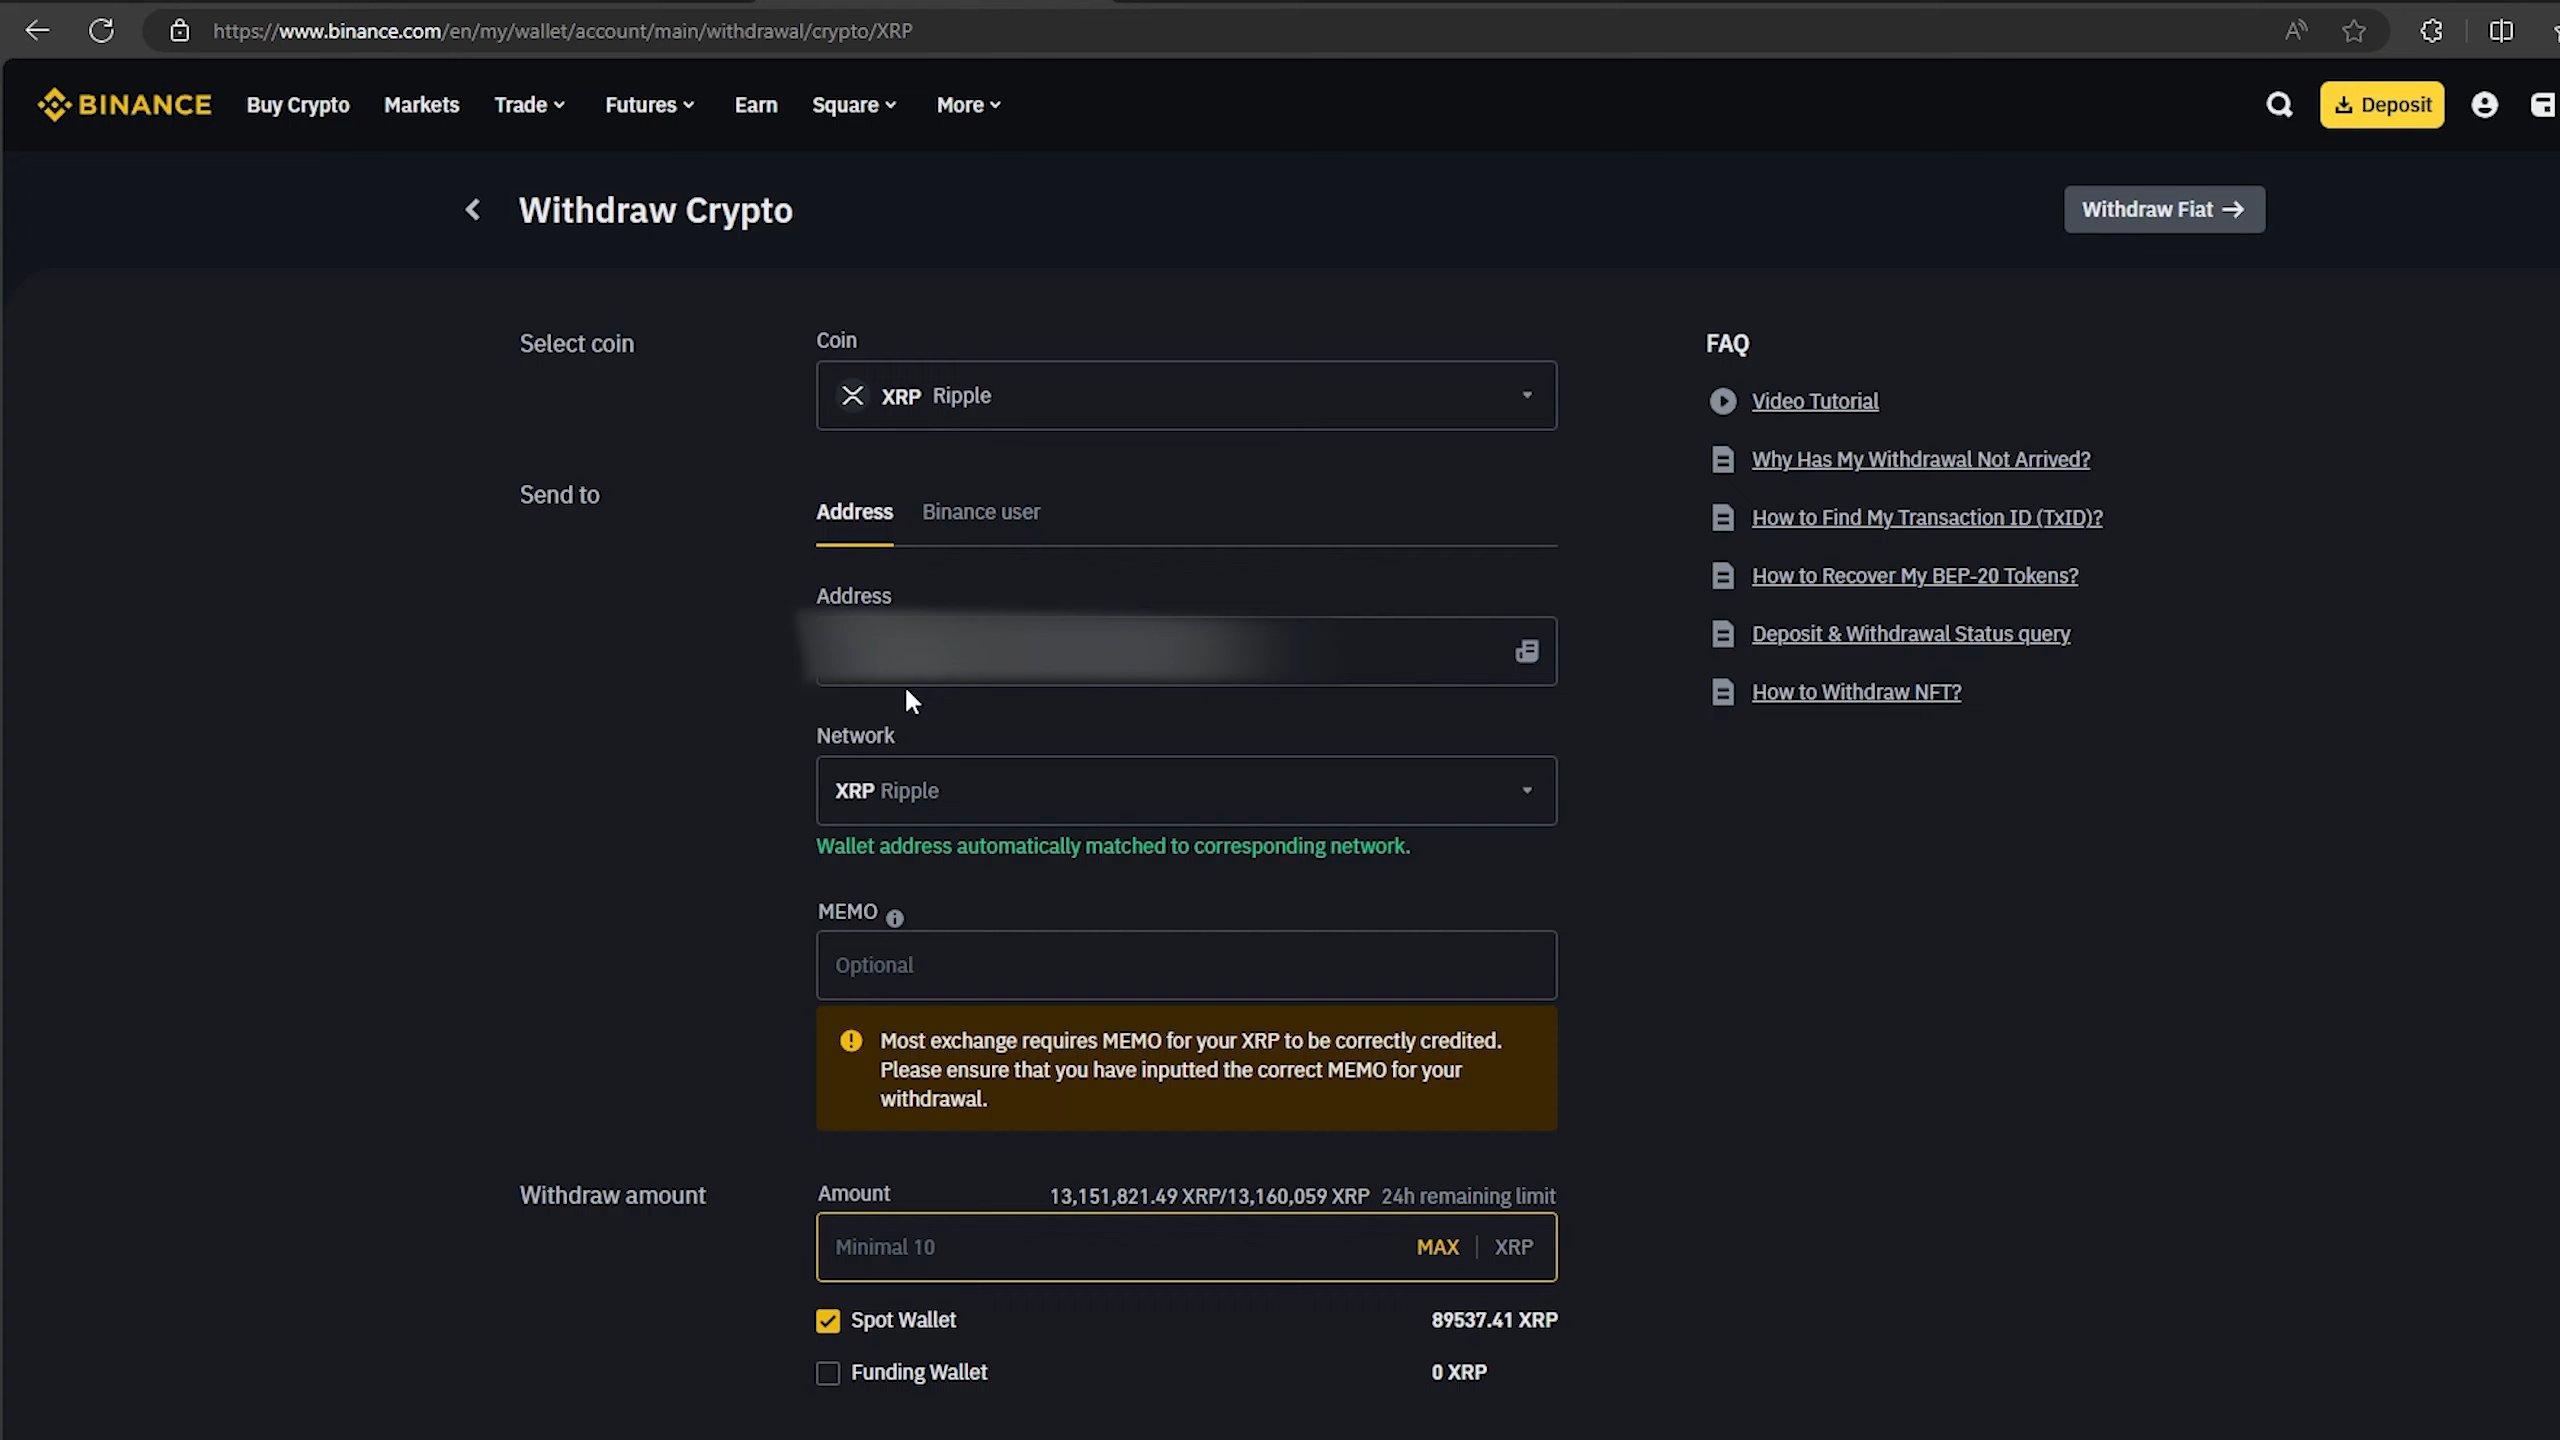 https://www.binance.com/en/my/wallet/account/main/withdrawal/crypto/XRP
BINANCE Buy Crypto Markets Trade Futures Earn Square More Deposit
Withdraw Crypto
Withdraw Fiat
Select coin
Coin
XRP Ripple
Send to
Address Binance user
Address
Network
XRP Ripple
Wallet address automatically matched to corresponding network.
MEMO
Optional
Most exchange requires MEMO for your XRP to be correctly credited.
Please ensure that you have inputted the correct MEMO for your
withdrawal.
Withdraw amount
Amount 13,151,821.49 XRP/13,160,059 XRP 24h remaining limit
Minimal 10 MAX XRP
Spot Wallet 89537.41 XRP
Funding Wallet 0 XRP
FAQ
Video Tutorial
Why Has My Withdrawal Not Arrived?
How to Find My Transaction ID (TxID)?
How to Recover My BEP-20 Tokens?
Deposit & Withdrawal Status query
How to Withdraw NFT?